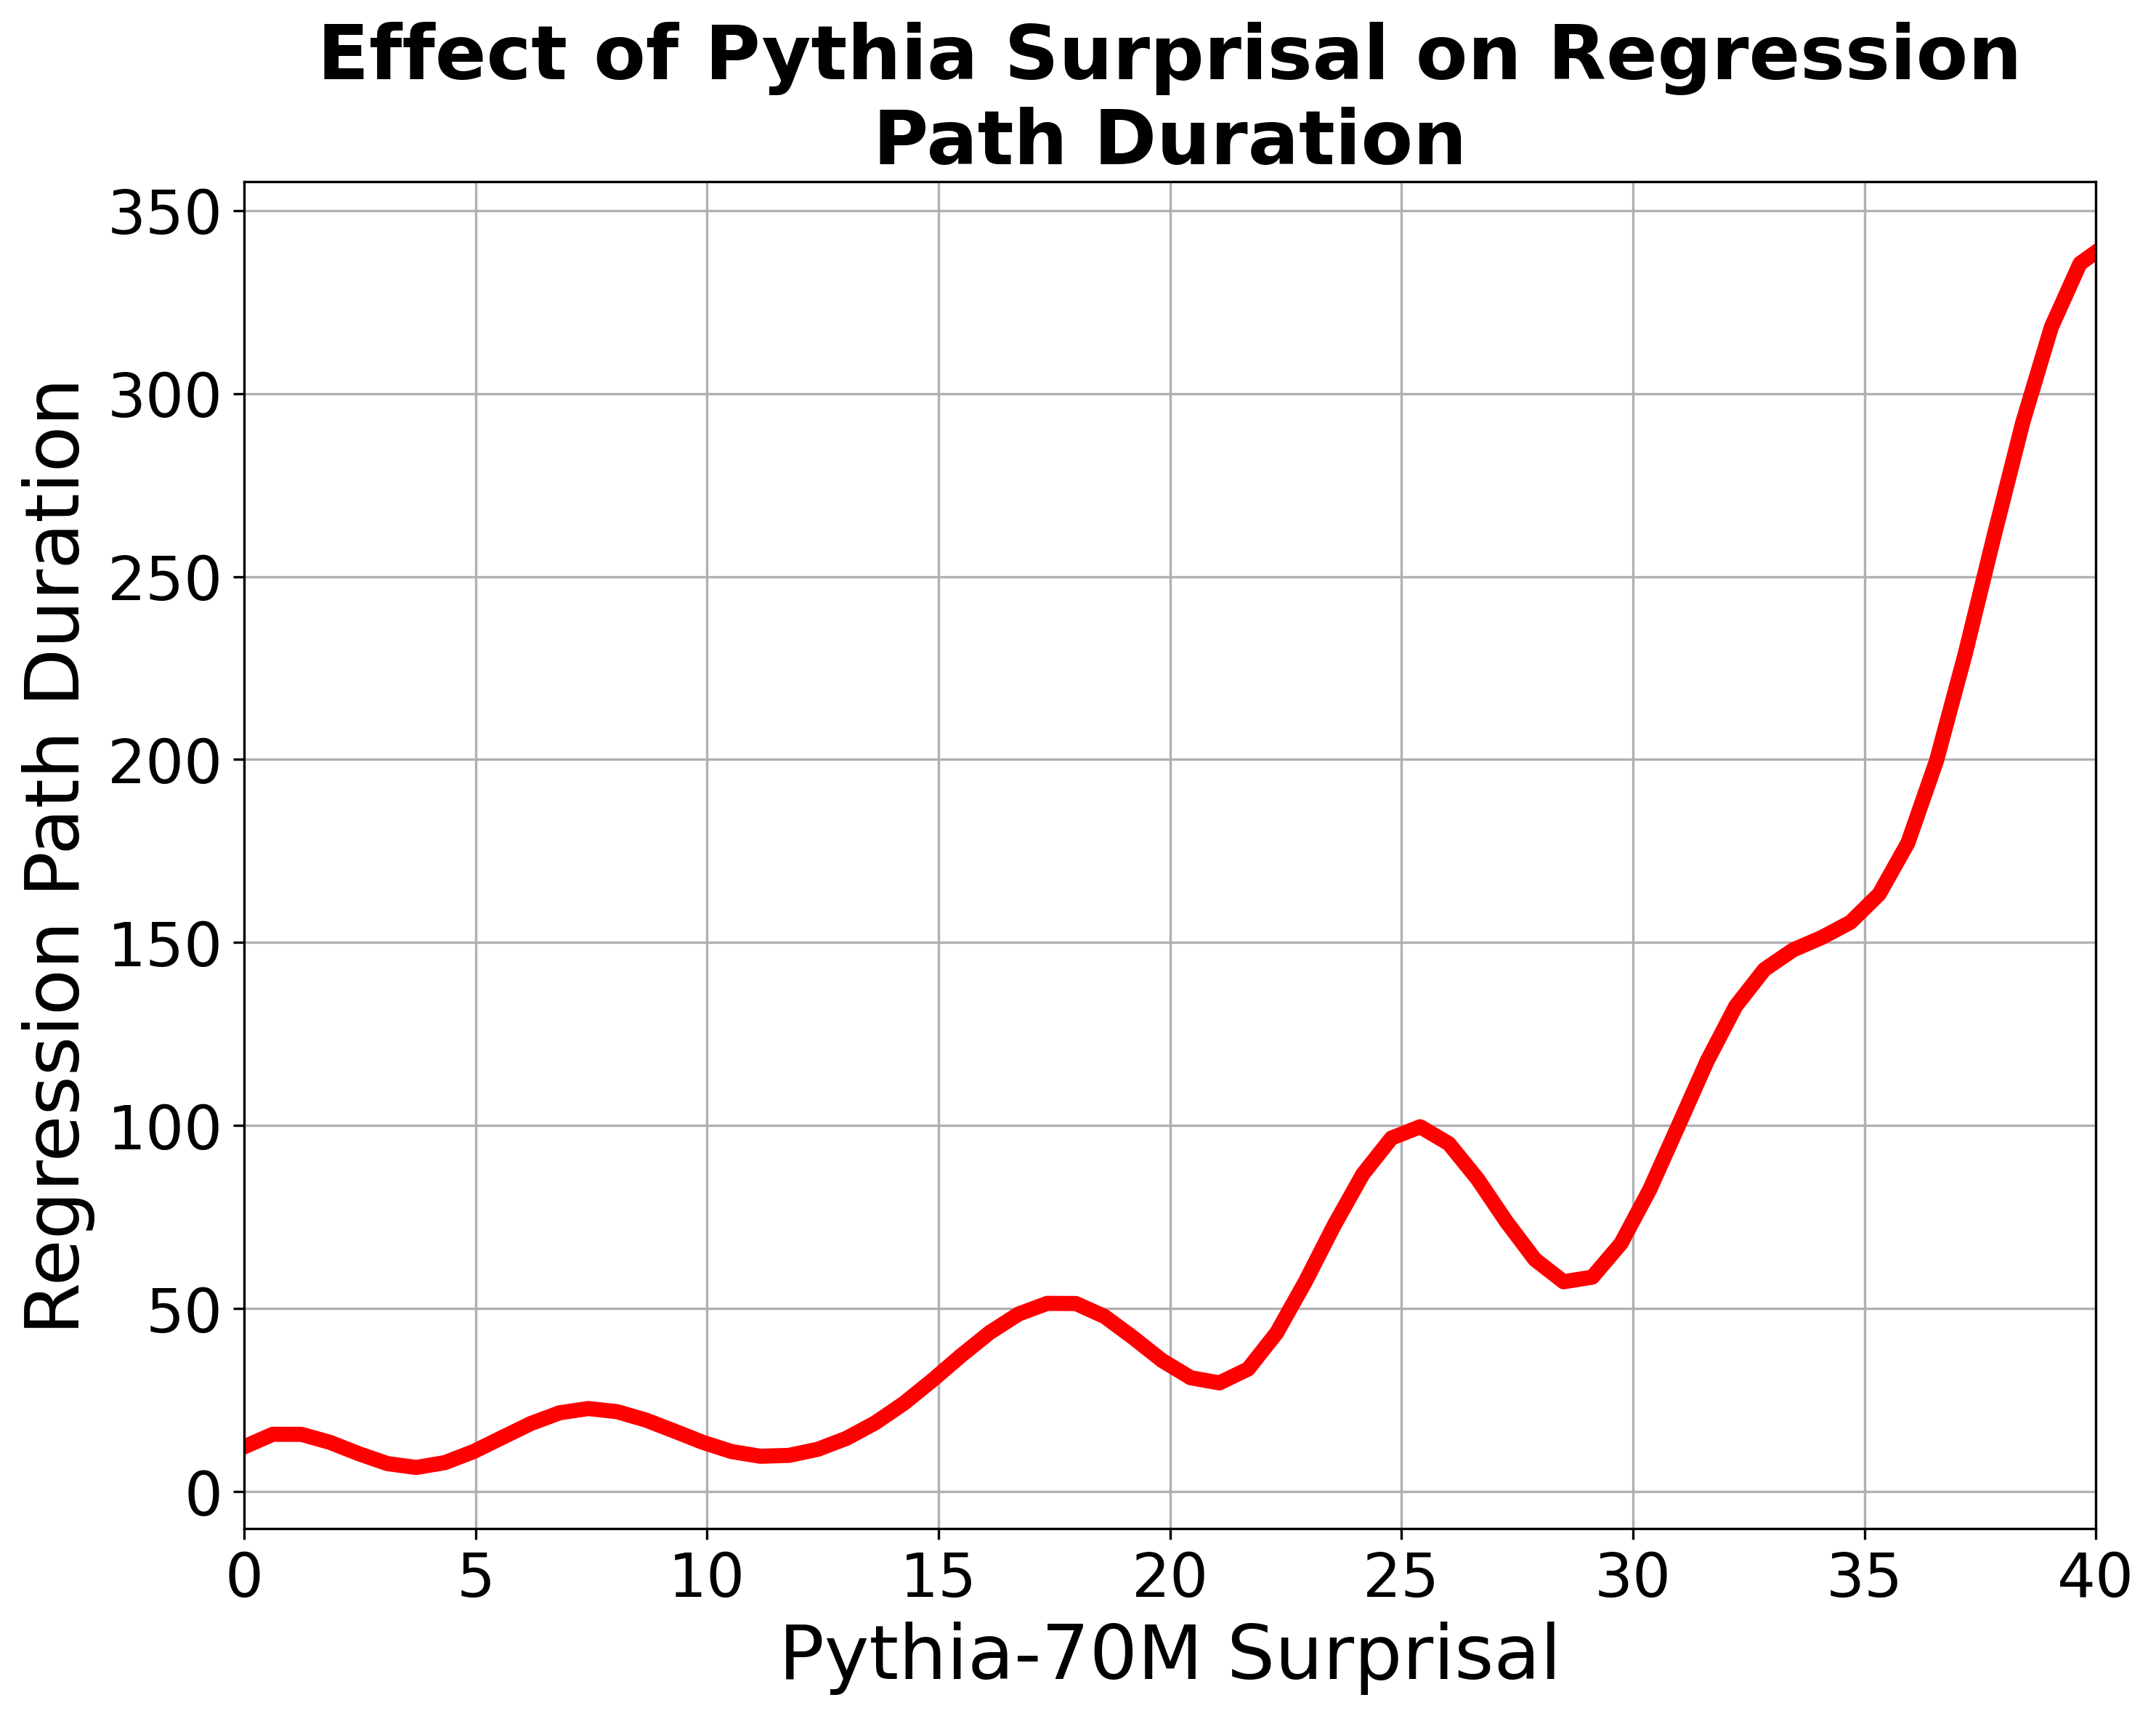 Effect of Pythia Surprisal on Regression
Path Duration
Regression Path Duration
350
300
250
200
150
100
50
0
0 5 10 15 20 25 30 35 40
Pythia-70M Surprisal